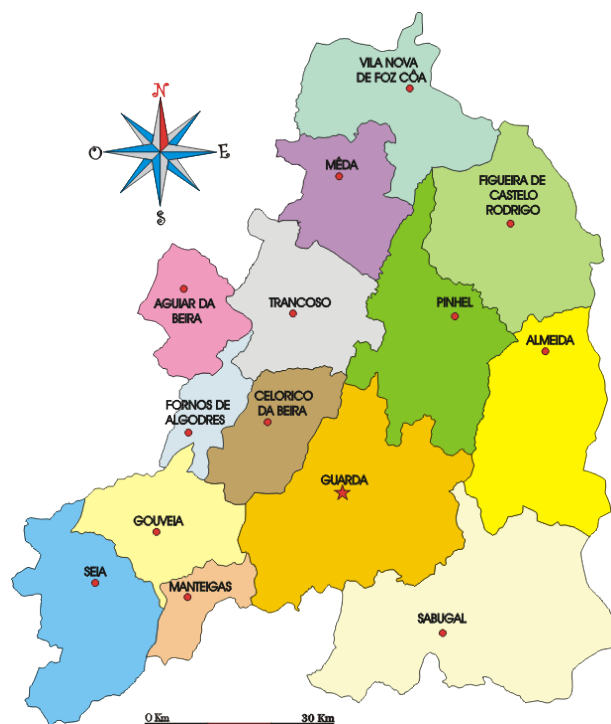 VILA NOVA
DE FOZ CÔA
N
O
E
S
MÊDA
FIGUEIRA DE
CASTELO
RODRIGO
AGUIAR DA
BEIRA
TRANCOSO
PINHEL
ALMEIDA
FORNOS DE
ALGODRES
CELORICO
DA BEIRA
GUARDA
GOUVEIA
SEIA
MANTEIGAS
SABUGAL
0 Km
30 Km